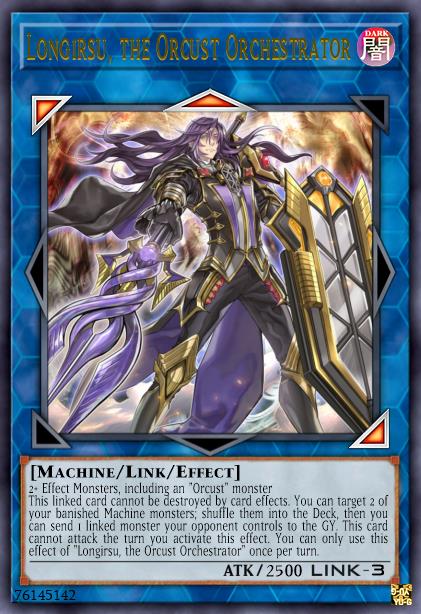 Longirsu, the Orcust Orchestrator
DARK
闇
[Machine/Link/Effect]
2+ Effect Monsters, including an "Orcust" monster
This linked card cannot be destroyed by card effects. You can target 2 of
your banished Machine monsters; shuffle them into the Deck, then you
can send 1 linked monster your opponent controls to the GY. This card
cannot attack the turn you activate this effect. You can only use this
effect of "Longirsu, the Orcust Orchestrator" once per turn.
ATK/2500 LINK-3
76145142